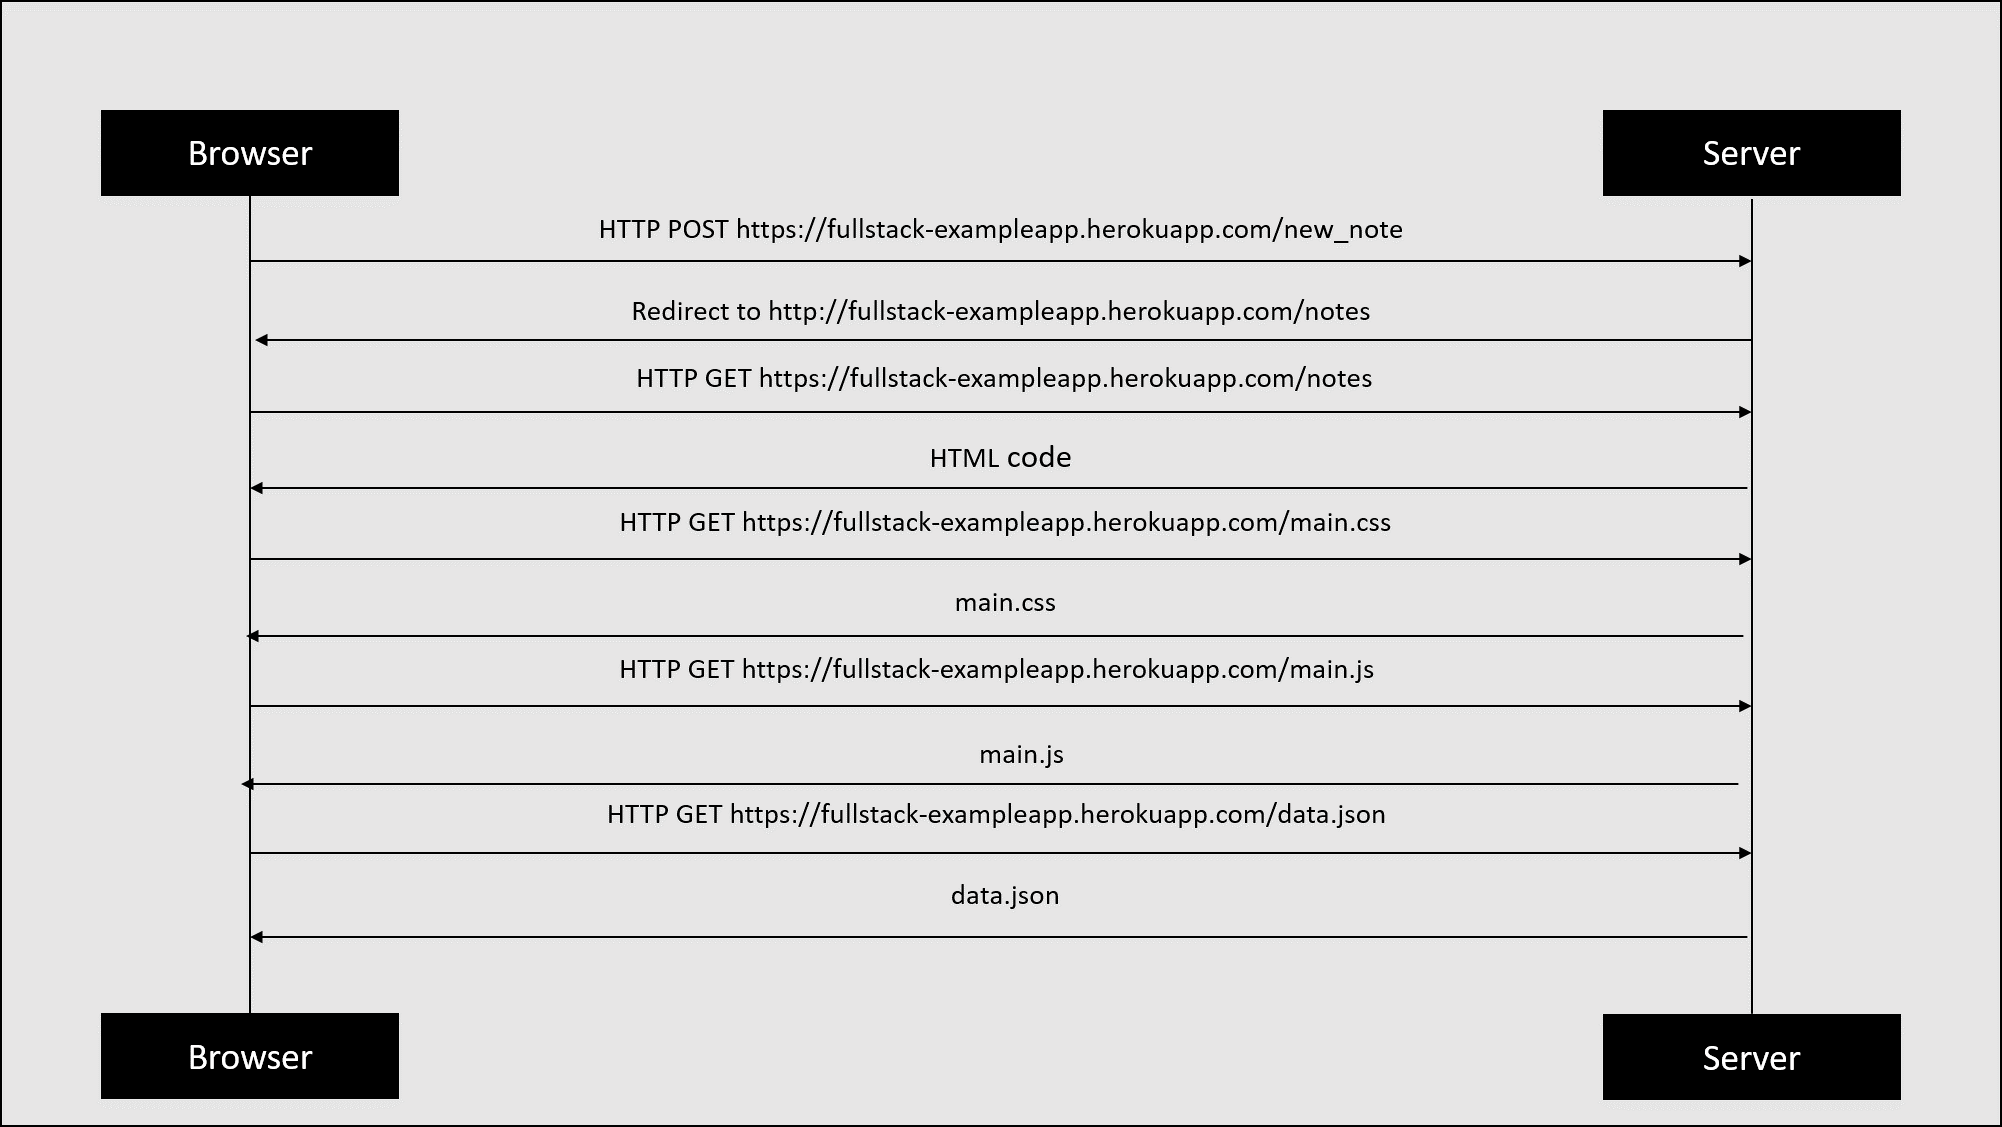 Browser
Server
HTTP POST https://fullstack-exampleapp.herokuapp.com/new_note
Redirect to http://fullstack-exampleapp.herokuapp.com/notes
HTTP GET https://fullstack-exampleapp.herokuapp.com/notes
HTML code
HTTP GET https://fullstack-exampleapp.herokuapp.com/main.css
main.css
HTTP GET https://fullstack-exampleapp.herokuapp.com/main.js
main.js
HTTP GET https://fullstack-exampleapp.herokuapp.com/data.json
data.json
Browser
Server